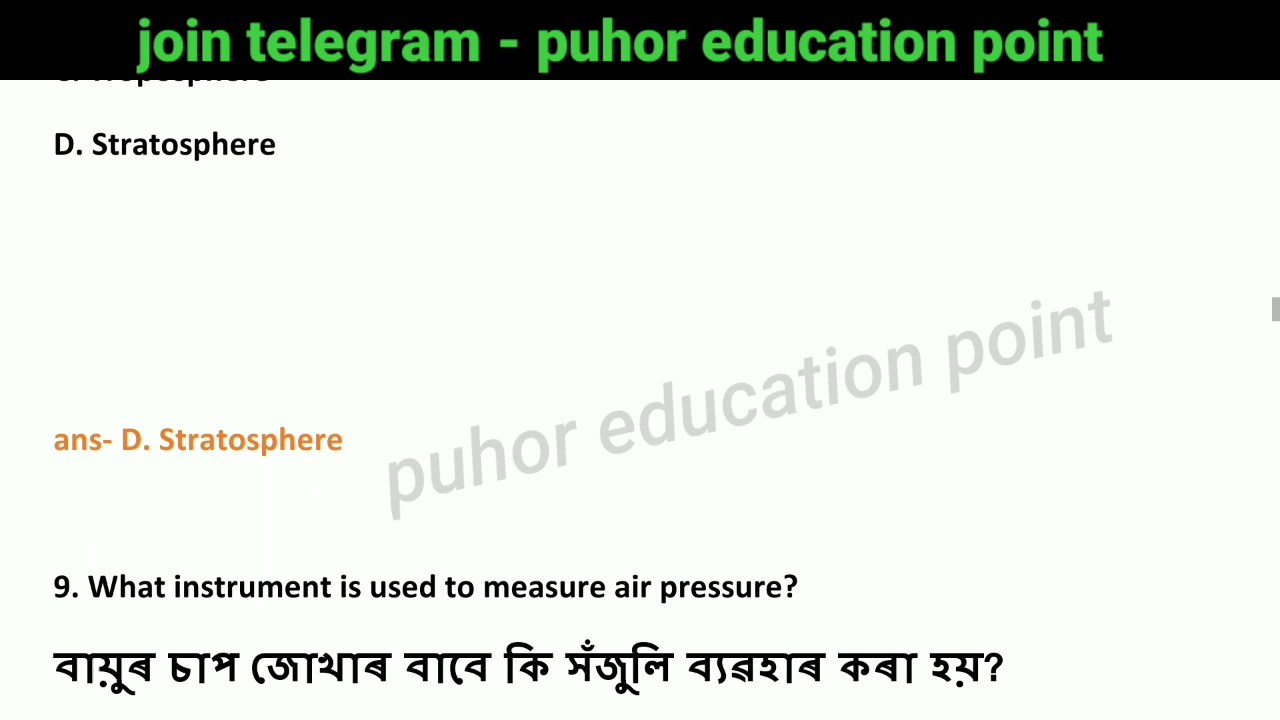 join telegram - puhor education point
D. Stratosphere
puhor education point
ans- D. Stratosphere
9. What instrument is used to measure air pressure?
বায়ুৰ চাপ জোখাৰ বাবে কি সঁজুলি ব্যৱহাৰ কৰা হয়?